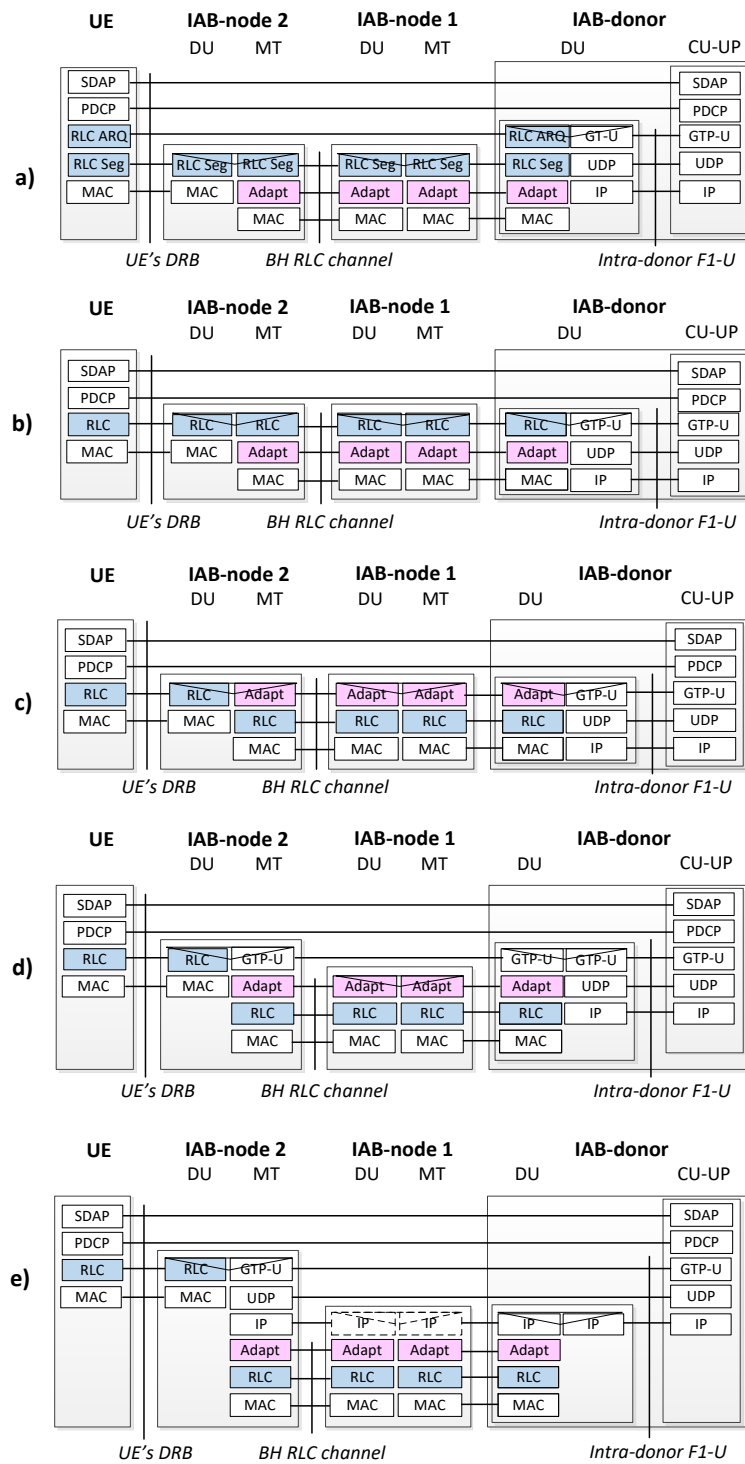 UE IAB-node 2 IAB-node 1 IAB-donor
DU MT DU MT DU CU-UP
SDAP SDAP
PDCP PDCP
RLC ARQ RLC ARQ GT-U GTP-U
a) RLC Seg RLC Seg RLC Seg RLC Seg RLC Seg RLC Seg UDP UDP
MAC MAC Adapt Adapt Adapt Adapt IP IP
MAC MAC MAC MAC
UE's DRB BH RLC channel Intra-donor F1-U
UE IAB-node 2 IAB-node 1 IAB-donor
DU MT DU MT DU CU-UP
SDAP SDAP
PDCP PDCP
b) RLC RLC RLC RLC RLC RLC GTP-U GTP-U
MAC MAC Adapt Adapt Adapt Adapt UDP UDP
MAC MAC MAC MAC IP IP
UE's DRB BH RLC channel Intra-donor F1-U
UE IAB-node 2 IAB-node 1 IAB-donor
DU MT DU MT DU CU-UP
SDAP SDAP
PDCP PDCP
c) RLC RLC Adapt Adapt Adapt Adapt GTP-U GTP-U
MAC MAC RLC RLC RLC RLC UDP UDP
MAC MAC MAC MAC IP IP
UE's DRB BH RLC channel Intra-donor F1-U
UE IAB-node 2 IAB-node 1 IAB-donor
DU MT DU MT DU CU-UP
SDAP SDAP
PDCP PDCP
d) RLC RLC GTP-U GTP-U GTP-U GTP-U
MAC MAC Adapt Adapt Adapt Adapt UDP UDP
RLC RLC RLC RLC IP IP
MAC MAC MAC MAC
UE's DRB BH RLC channel Intra-donor F1-U
UE IAB-node 2 IAB-node 1 IAB-donor
DU MT DU MT DU CU-UP
SDAP SDAP
PDCP PDCP
e) RLC RLC GTP-U GTP-U
MAC MAC UDP UDP
IP IP IP IP IP IP
Adapt Adapt Adapt Adapt
RLC RLC RLC RLC
MAC MAC MAC MAC
UE's DRB BH RLC channel Intra-donor F1-U